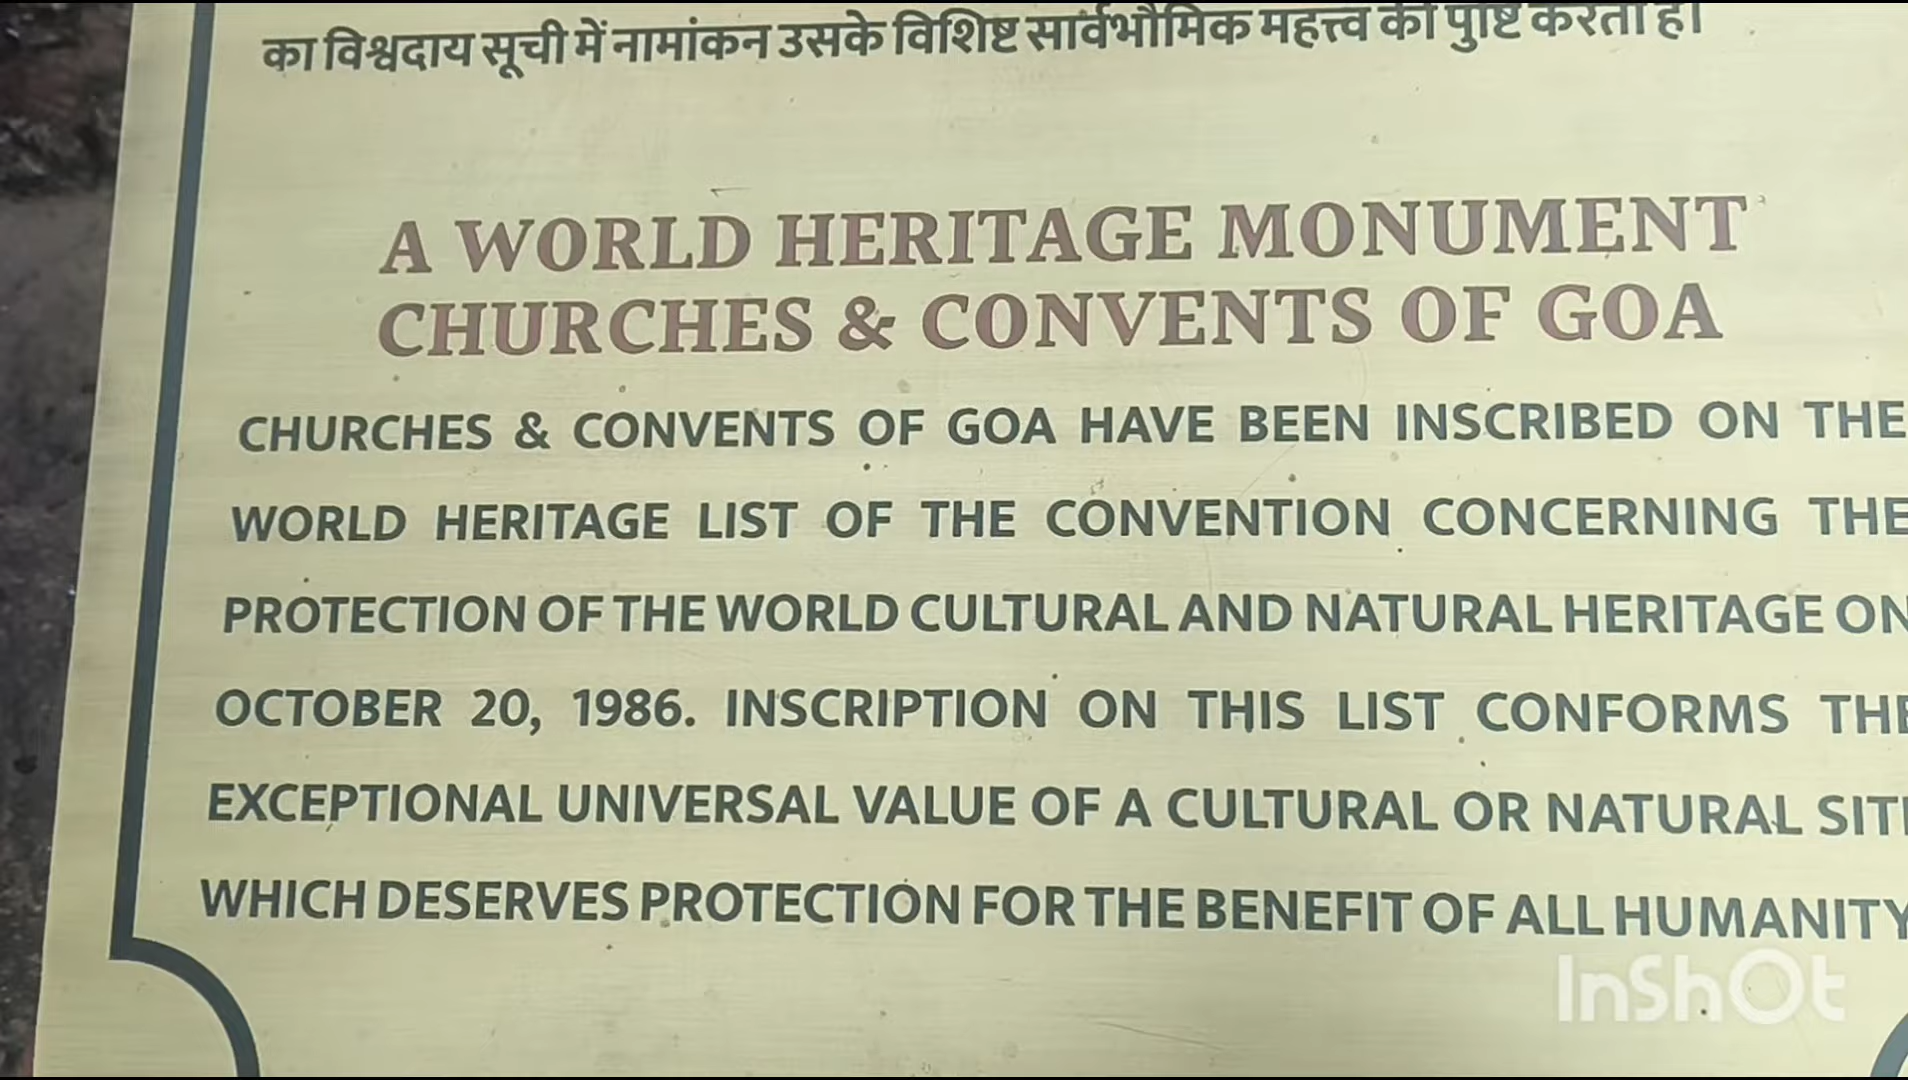 का विश्वदाय सूची में नामांकन उसके विशिष्ट सार्वभौमिक महत्त्व की पुष्टि करता है।
A WORLD HERITAGE MONUMENT
CHURCHES & CONVENTS OF GOA
CHURCHES & CONVENTS OF GOA HAVE BEEN INSCRIBED ON THE
WORLD HERITAGE LIST OF THE CONVENTION CONCERNING THE
PROTECTION OF THE WORLD CULTURAL AND NATURAL HERITAGE ON
OCTOBER 20, 1986. INSCRIPTION ON THIS LIST CONFORMS THE
EXCEPTIONAL UNIVERSAL VALUE OF A CULTURAL OR NATURAL SIT
WHICH DESERVES PROTECTION FOR THE BENEFIT OF ALL HUMANITY
InShOt